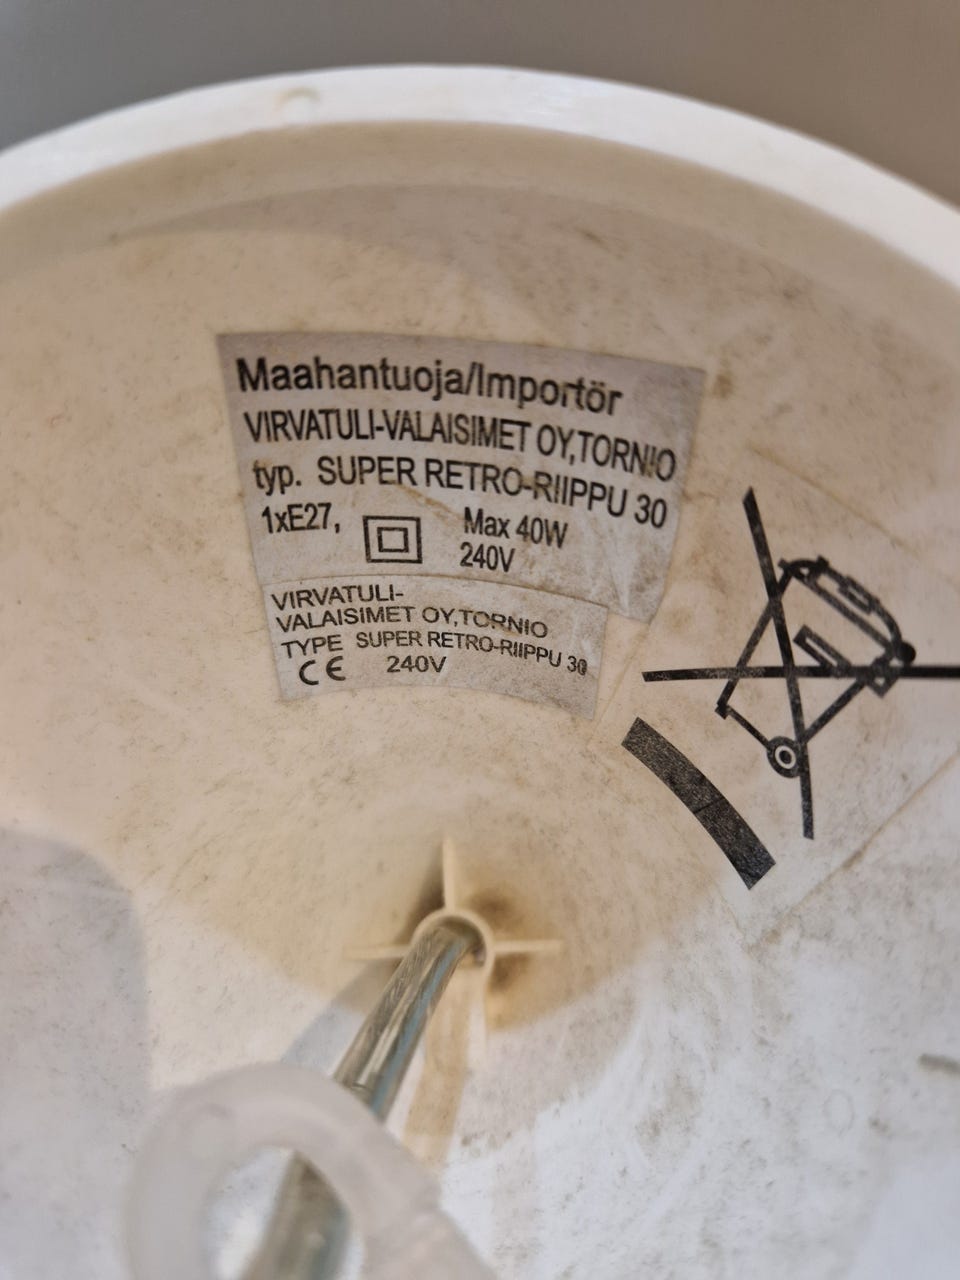 Maahantuoja/Importör
VIRVATULI-VALAISIMET OY,TORNIO
typ. SUPER RETRO-RIIPPU 30
1xE27, Max 40W
240V
VIRVATULI-
VALAISIMET OY,TORNIO
TYPE SUPER RETRO-RIIPPU 30
CE 240V